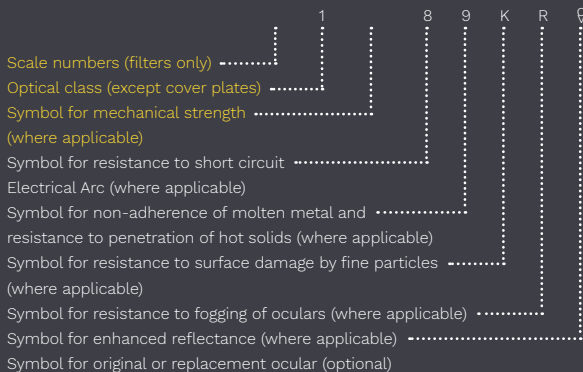 1 8 9 K R
Scale numbers (filters only)
Optical class (except cover plates)
Symbol for mechanical strength
(where applicable)
Symbol for resistance to short circuit
Electrical Arc (where applicable)
Symbol for non-adherence of molten metal and
resistance to penetration of hot solids (where applicable)
Symbol for resistance to surface damage by fine particles
(where applicable)
Symbol for resistance to fogging of oculars (where applicable)
Symbol for enhanced reflectance (where applicable)
Symbol for original or replacement ocular (optional)